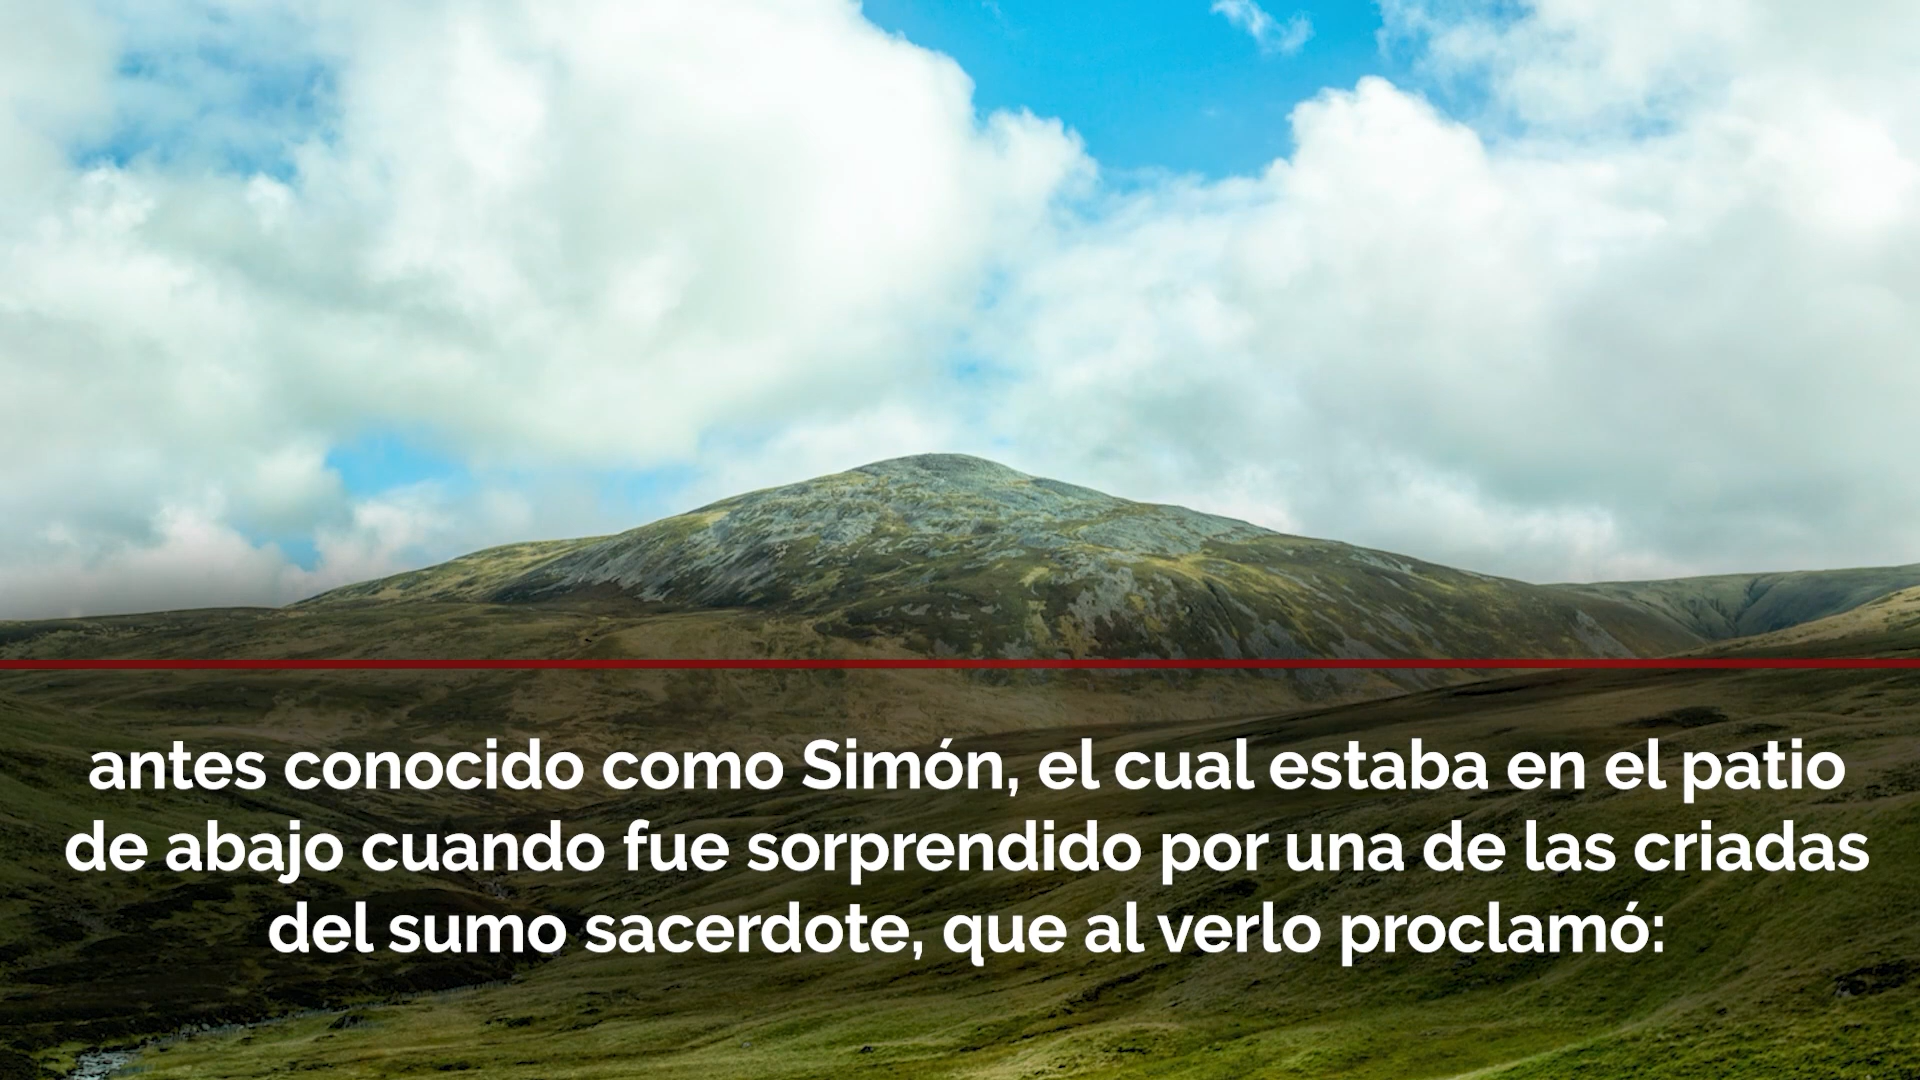 antes conocido como Simón, el cual estaba en el patio
de abajo cuando fue sorprendido por una de las criadas
del sumo sacerdote, que al verlo proclamó: